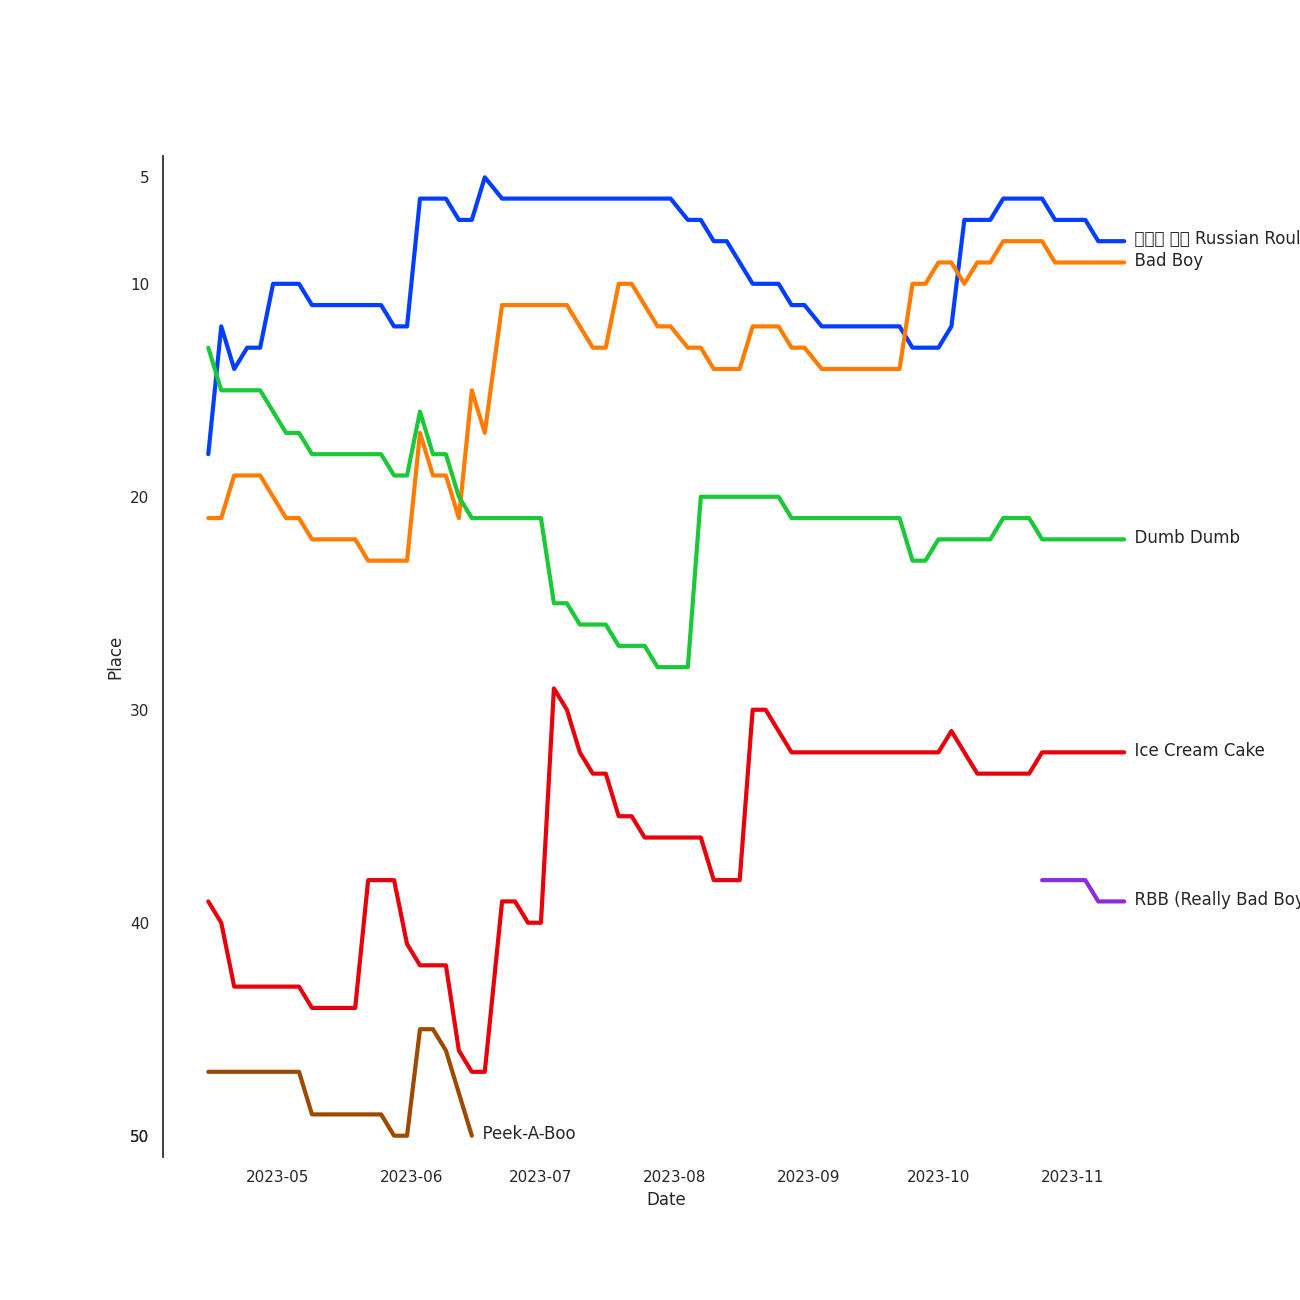 5
10
20
30
40
50
Place
2023-05
2023-06
2023-07
2023-08
2023-09
2023-10
2023-11
Date
Russian
Bad Boy
Dumb Dumb
Ice Cream Cake
RBB (Really Bad Boy
Peek-A-Boo